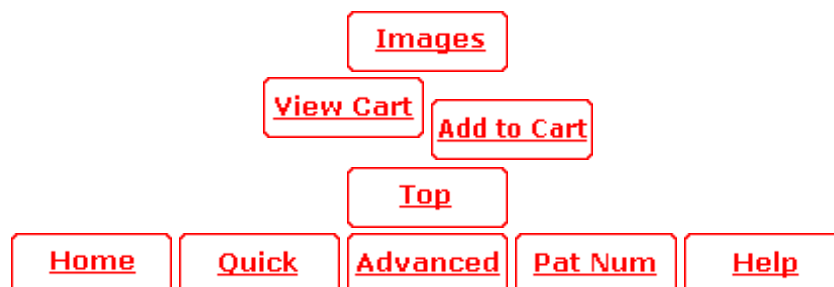 Images
View Cart
Add to Cart
Top
Home Quick Advanced Pat Num Help